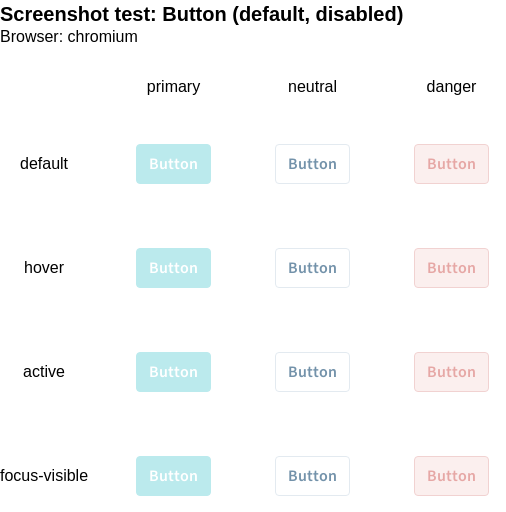 Screenshot test: Button (default, disabled)
Browser: chromium
primary neutral danger
default Button Button Button
hover Button Button Button
active Button Button Button
focus-visible Button Button Button